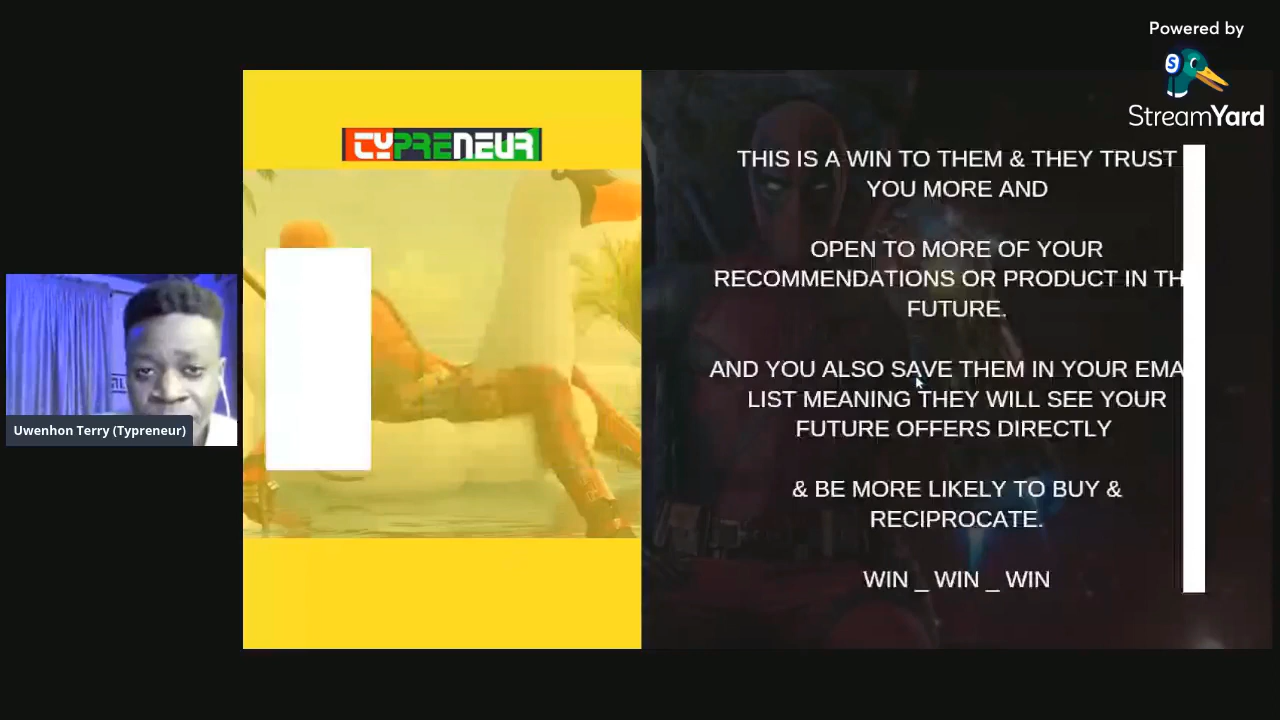 Powered by
S
StreamYard
TYPRENEUR
THIS IS A WIN TO THEM & THEY TRUST
YOU MORE AND
OPEN TO MORE OF YOUR
RECOMMENDATIONS OR PRODUCT IN TH
FUTURE.
AND YOU ALSO SAVE THEM IN YOUR EMA
LIST MEANING THEY WILL SEE YOUR
FUTURE OFFERS DIRECTLY
& BE MORE LIKELY TO BUY &
RECIPROCATE.
WIN _ WIN _ WIN
Uwenhon Terry (Typreneur)